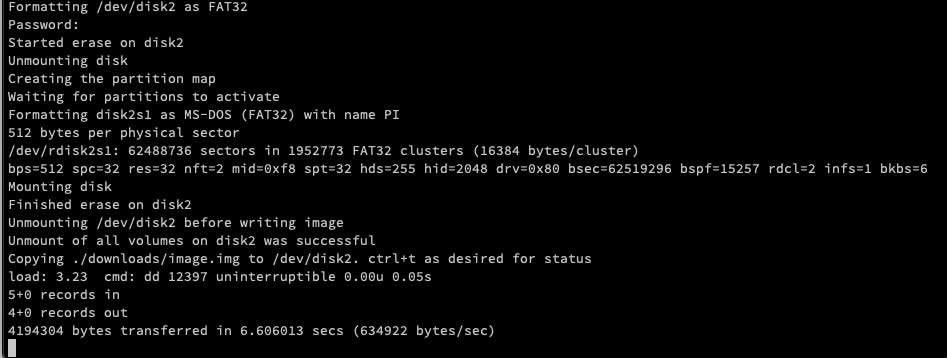 Formatting /dev/disk2 as FAT32
Password:
Started erase on disk2
Unmounting disk
Creating the partition map
Waiting for partitions to activate
Formatting disk2s1 as MS-DOS (FAT32) with name PI
512 bytes per physical sector
/dev/rdisk2s1: 62488736 sectors in 1952773 FAT32 clusters (16384 bytes/cluster)
bps=512 spc=32 res=32 nft=2 mid=0xf8 spt=32 hds=255 hid=2048 drv=0x80 bsec=62519296 bspf=15257 rdcl=2 infs=1 bkbs=6
Mounting disk
Finished erase on disk2
Unmounting /dev/disk2 before writing image
Unmount of all volumes on disk2 was successful
Copying ./downloads/image.img to /dev/disk2. ctrl+t as desired for status
load: 3.23  cmd: dd 12397 uninterruptible 0.00u 0.05s
5+0 records in
4+0 records out
4194304 bytes transferred in 6.606013 secs (634922 bytes/sec)